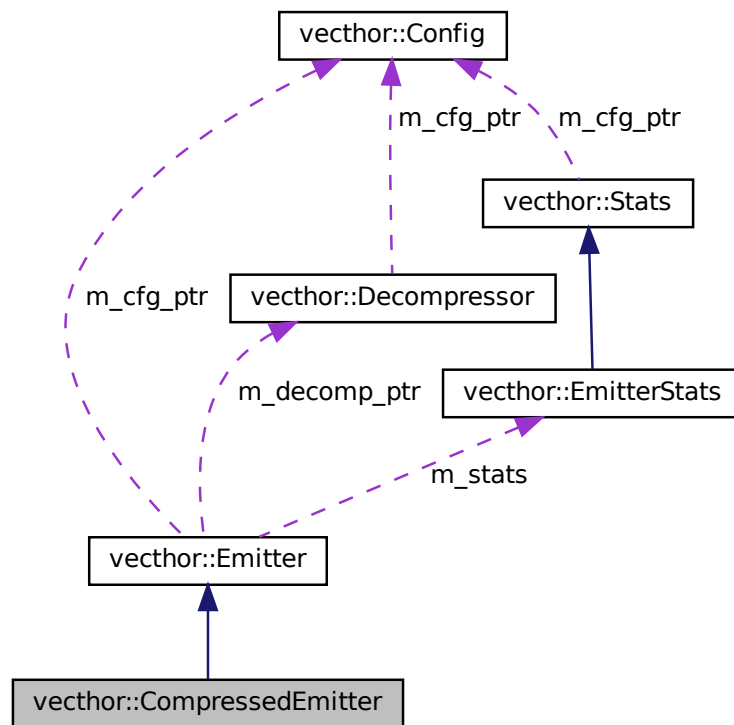 vecthor::Config
m_cfg_ptr
m_cfg_ptr
vecthor::Stats
m_cfg_ptr
vecthor::Decompressor
m_decomp_ptr
vecthor::EmitterStats
m_stats
vecthor::Emitter
vecthor::CompressedEmitter